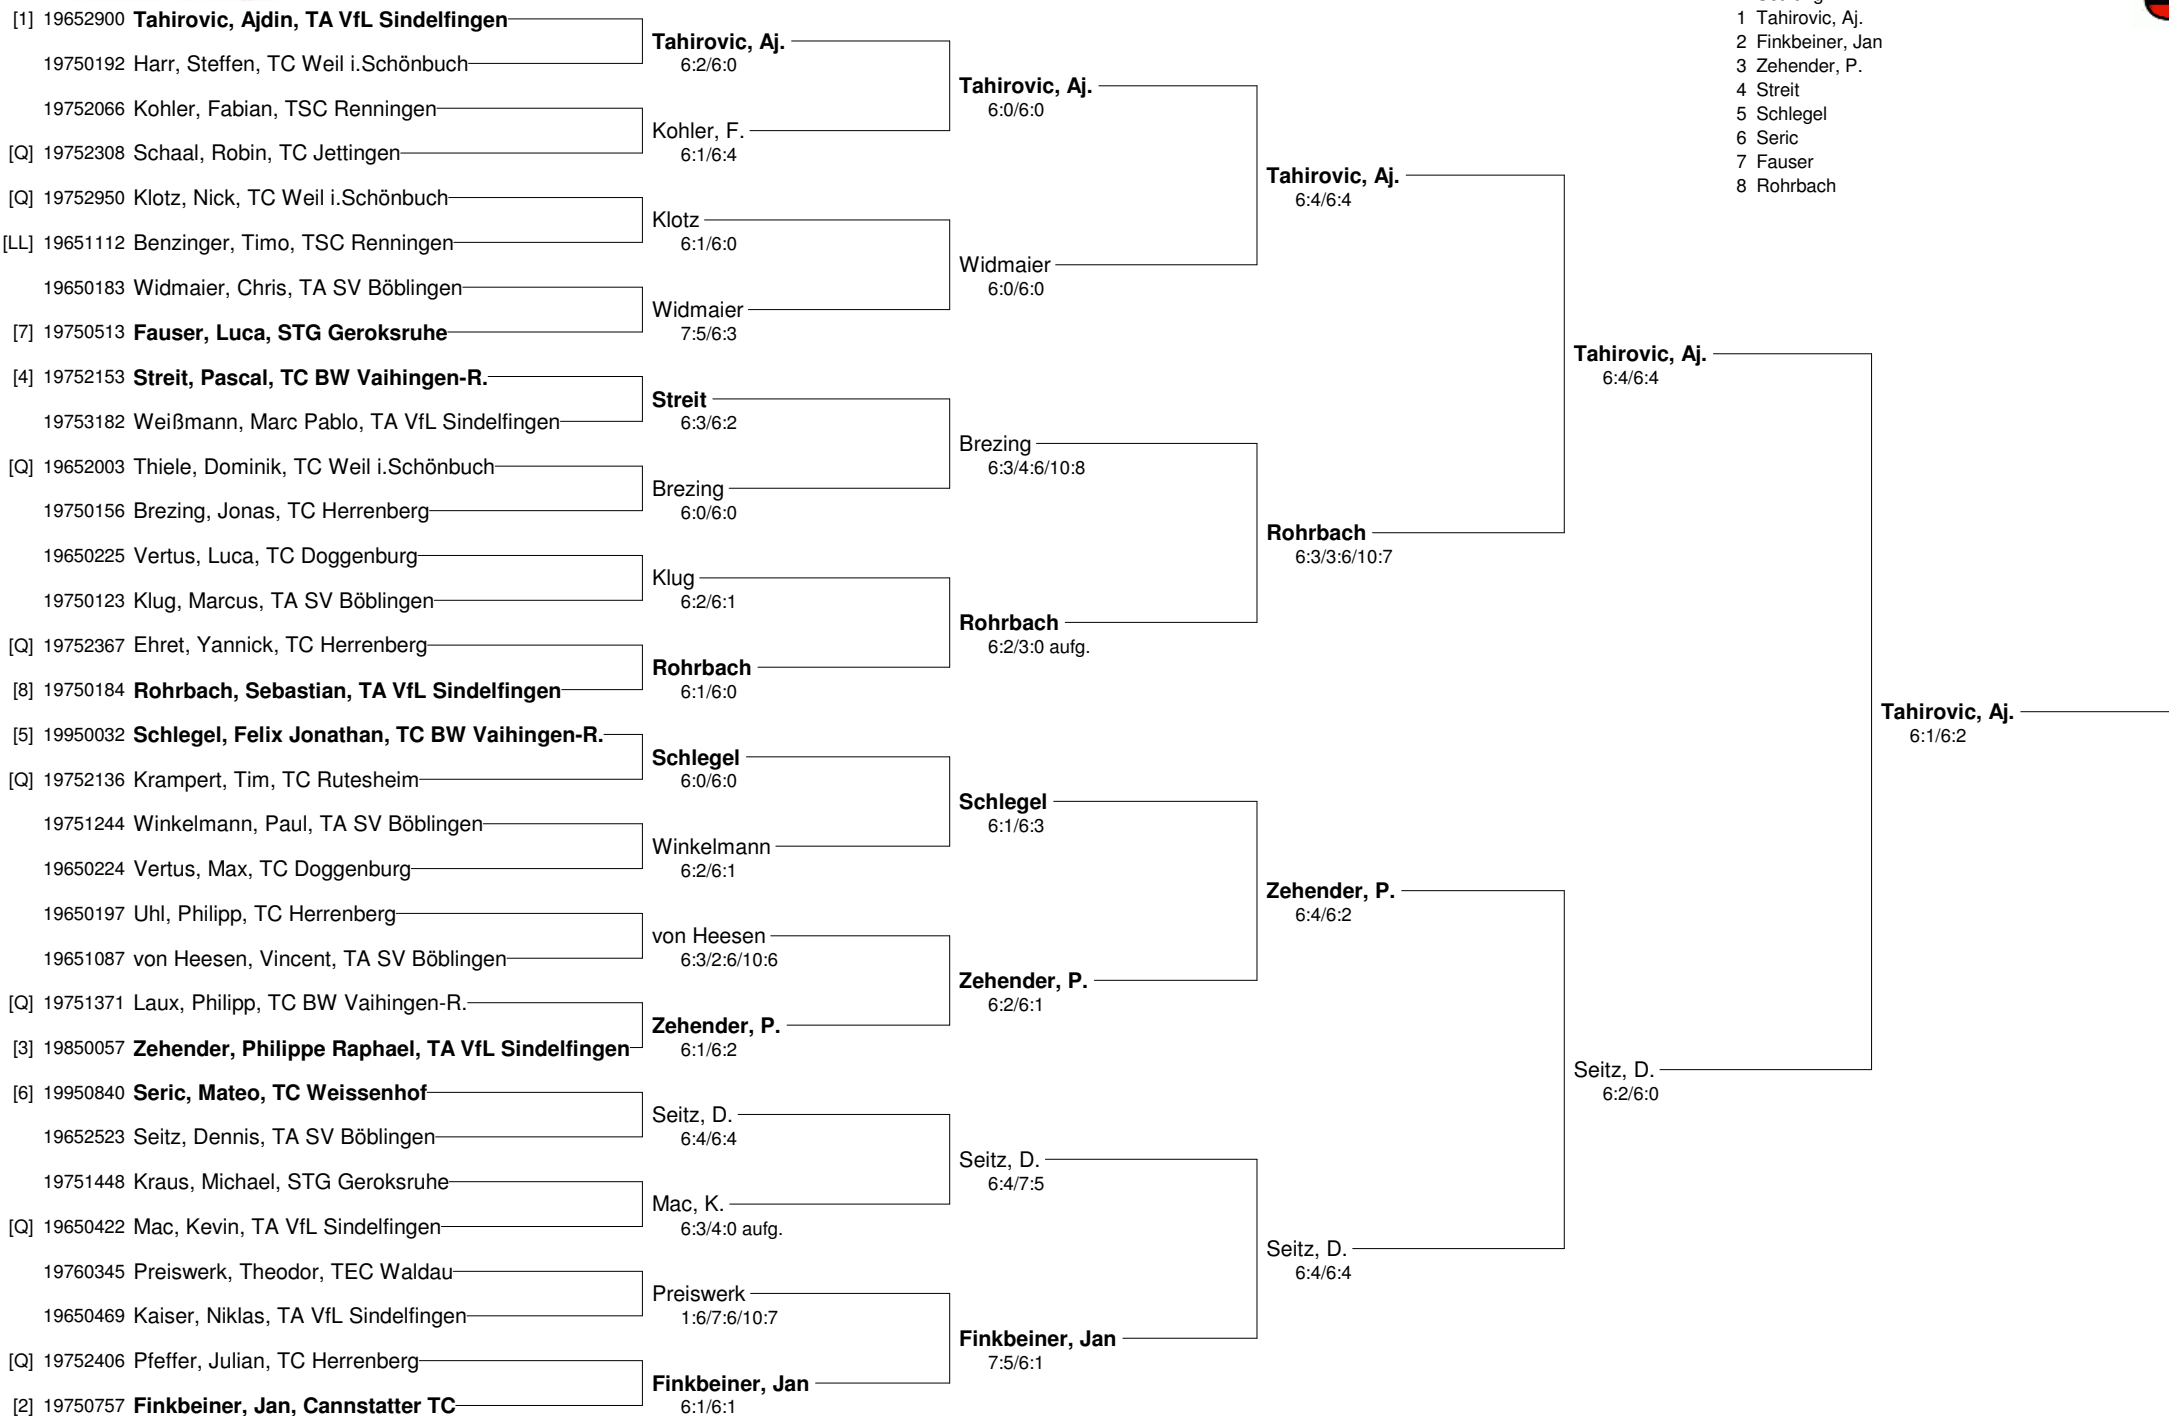 [1] 19652900 Tahirovic, Ajdin, TA VfL Sindelfingen
19750192 Harr, Steffen, TC Weil i.Schönbuch
19752066 Kohler, Fabian, TSC Renningen
[Q] 19752308 Schaal, Robin, TC Jettingen
[Q] 19752950 Klotz, Nick, TC Weil i.Schönbuch
[LL] 19651112 Benzinger, Timo, TSC Renningen
19650183 Widmaier, Chris, TA SV Böblingen
[7] 19750513 Fauser, Luca, STG Geroksruhe
[4] 19752153 Streit, Pascal, TC BW Vaihingen-R.
19753182 Weißmann, Marc Pablo, TA VfL Sindelfingen
[Q] 19652003 Thiele, Dominik, TC Weil i.Schönbuch
19750156 Brezing, Jonas, TC Herrenberg
19650225 Vertus, Luca, TC Doggenburg
19750123 Klug, Marcus, TA SV Böblingen
[Q] 19752367 Ehret, Yannick, TC Herrenberg
[8] 19750184 Rohrbach, Sebastian, TA VfL Sindelfingen
[5] 19950032 Schlegel, Felix Jonathan, TC BW Vaihingen-R.
[Q] 19752136 Krampert, Tim, TC Rutesheim
19751244 Winkelmann, Paul, TA SV Böblingen
19650224 Vertus, Max, TC Doggenburg
19650197 Uhl, Philipp, TC Herrenberg
19651087 von Heesen, Vincent, TA SV Böblingen
[Q] 19751371 Laux, Philipp, TC BW Vaihingen-R.
[3] 19850057 Zehender, Philippe Raphael, TA VfL Sindelfingen
[6] 19950840 Seric, Mateo, TC Weissenhof
19652523 Seitz, Dennis, TA SV Böblingen
19751448 Kraus, Michael, STG Geroksruhe
[Q] 19650422 Mac, Kevin, TA VfL Sindelfingen
19760345 Preiswerk, Theodor, TEC Waldau
19650469 Kaiser, Niklas, TA VfL Sindelfingen
[Q] 19752406 Pfeffer, Julian, TC Herrenberg
[2] 19750757 Finkbeiner, Jan, Cannstatter TC
Tahirovic, Aj.
6:2/6:0
Kohler, F.
6:1/6:4
Klotz
6:1/6:0
Widmaier
7:5/6:3
Streit
6:3/6:2
Brezing
6:0/6:0
Klug
6:2/6:1
Rohrbach
6:1/6:0
Schlegel
6:0/6:0
Winkelmann
6:2/6:1
von Heesen
6:3/2:6/10:6
Zehender, P.
6:1/6:2
Seitz, D.
6:4/6:4
Mac, K.
6:3/4:0 aufg.
Preiswerk
1:6/7:6/10:7
Finkbeiner, Jan
6:1/6:1
Tahirovic, Aj.
6:0/6:0
Widmaier
6:0/6:0
Brezing
6:3/4:6/10:8
Rohrbach
6:2/3:0 aufg.
Schlegel
6:1/6:3
Zehender, P.
6:2/6:1
Seitz, D.
6:4/7:5
Finkbeiner, Jan
7:5/6:1
Tahirovic, Aj.
6:4/6:4
Rohrbach
6:3/3:6/10:7
Zehender, P.
6:4/6:2
Seitz, D.
6:4/6:4
Tahirovic, Aj.
6:4/6:4
Seitz, D.
6:2/6:0
Tahirovic, Aj.
6:1/6:2
1 Tahirovic, Aj.
2 Finkbeiner, Jan
3 Zehender, P.
4 Streit
5 Schlegel
6 Seric
7 Fauser
8 Rohrbach